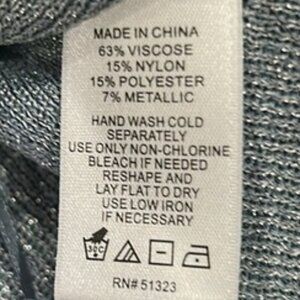 MADE IN CHINA
63% VISCOSE
15% NYLON
15% POLYESTER
7% METALLIC
HAND WASH COLD
SEPARATELY
USE ONLY NON-CHLORINE
BLEACH IF NEEDED
RESHAPE AND
LAY FLAT TO DRY
USE LOW IRON
IF NECESSARY
30C
RN# 51323